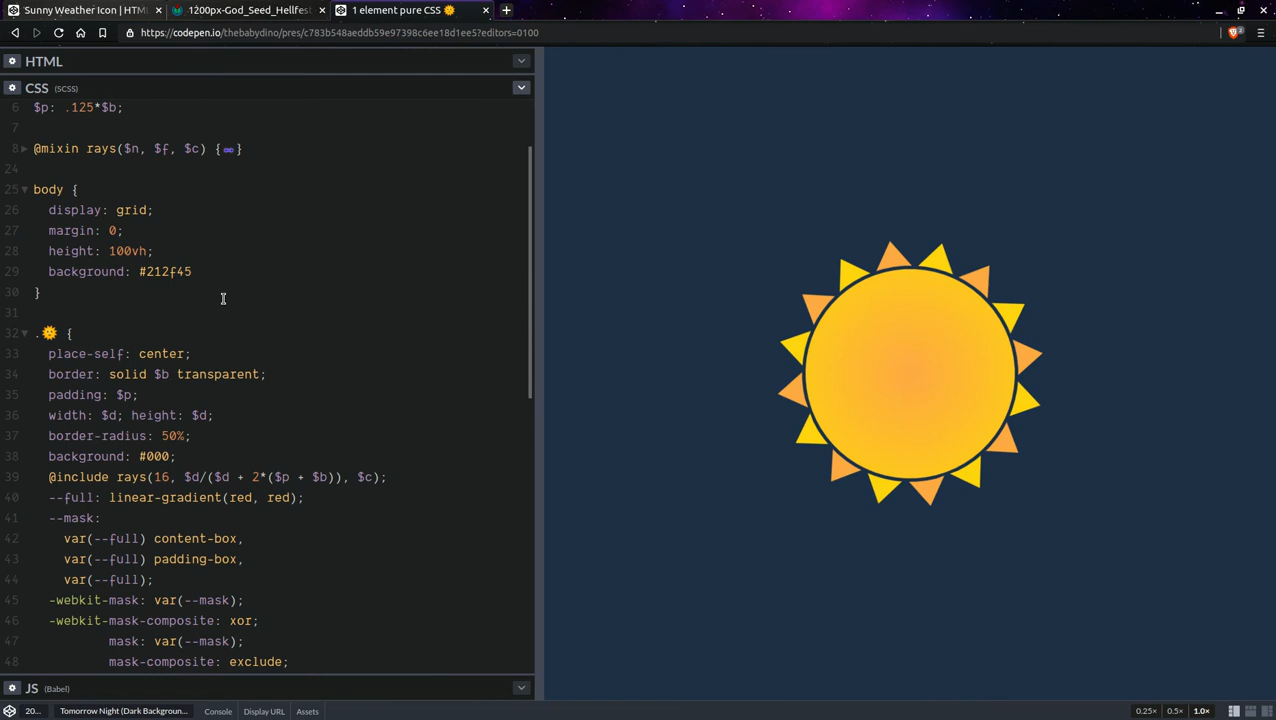 Sunny Weather Icon | HTM
1200px-God_Seed_Hellfest
1 element pure CSS 🌞
https://codepen.io/thebabydino/pres/c783b548aeddb59e97398c6ee18d1ee5?editors=0100
2
HTML
CSS (SCSS)
6 $p: .125*$b;
7
8 @mixin rays($n, $f, $c) {}
24
25 body {
26 display: grid;
27 margin: 0;
28 height: 100vh;
29 background: #212f45
30 }
31
32 .🌞 {
33 place-self: center;
34 border: solid $b transparent;
35 padding: $p;
36 width: $d; height: $d;
37 border-radius: 50%;
38 background: #000;
39 @include rays(16, $d/($d + 2*($p + $b)), $c);
40 --full: linear-gradient(red, red);
41 --mask:
42 var(--full) content-box,
43 var(--full) padding-box,
44 var(--full);
45 -webkit-mask: var(--mask);
46 -webkit-mask-composite: xor;
47 mask: var(--mask);
48 mask-composite: exclude;
JS (Babel)
20... Tomorrow Night (Dark Backgroun... Console Display URL Assets 0.25× 0.5× 1.0×